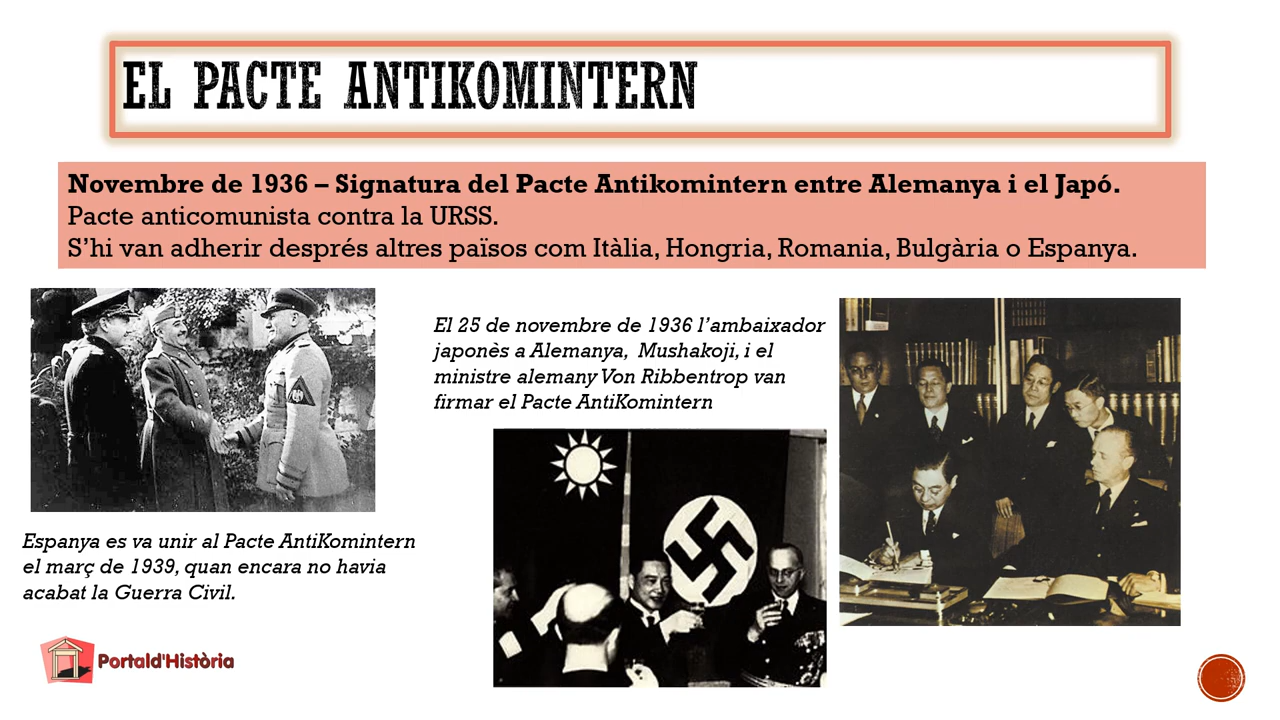 EL PACTE ANTIKOMINTERN
Novembre de 1936 – Signatura del Pacte Antikomintern entre Alemanya i el Japó.
Pacte anticomunista contra la URSS.
S’hi van adherir després altres països com Itàlia, Hongria, Romania, Bulgària o Espanya.
El 25 de novembre de 1936 l’ambaixador
japonès a Alemanya,  Mushakoji, i el
ministre alemany Von Ribbentrop van
firmar el Pacte AntiKomintern
Espanya es va unir al Pacte AntiKomintern
el març de 1939, quan encara no havia
acabat la Guerra Civil.
Portald'Història